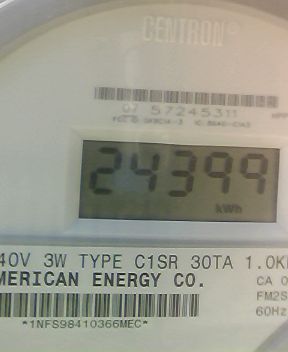 CENTRON®
07 57245311
24399
kWh
40V 3W TYPE C1SR 30TA 1.0K
MERICAN ENERGY CO.
CA 0
FM2S
60Hz
*1NFS98410366MEC*